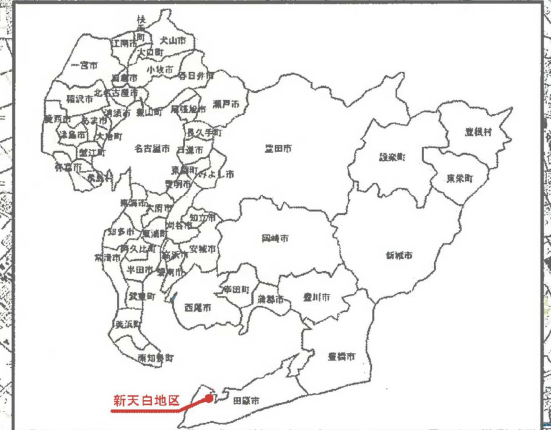 扶桑町
江南市
犬山市
大口町
一宮市
小牧市
岩倉市
春日井市
稲沢市
北名古屋市
清須市
豊山町
尾張旭市
瀬戸市
愛西市
あま市
津島市
大治町
長久手町
名古屋市
日進市
蟹江町
弥富市
飛島村
東郷町
みよし市
豊明市
豊田市
設楽町
豊根村
東栄町
東海市
大府市
知多市
東浦町
刈谷市
知立市
阿久比町
常滑市
高浜市
安城市
岡崎市
新城市
半田市
碧南市
武豊町
西尾市
幸田町
蒲郡市
豊川市
美浜町
南知多町
豊橋市
新天白地区
田原市